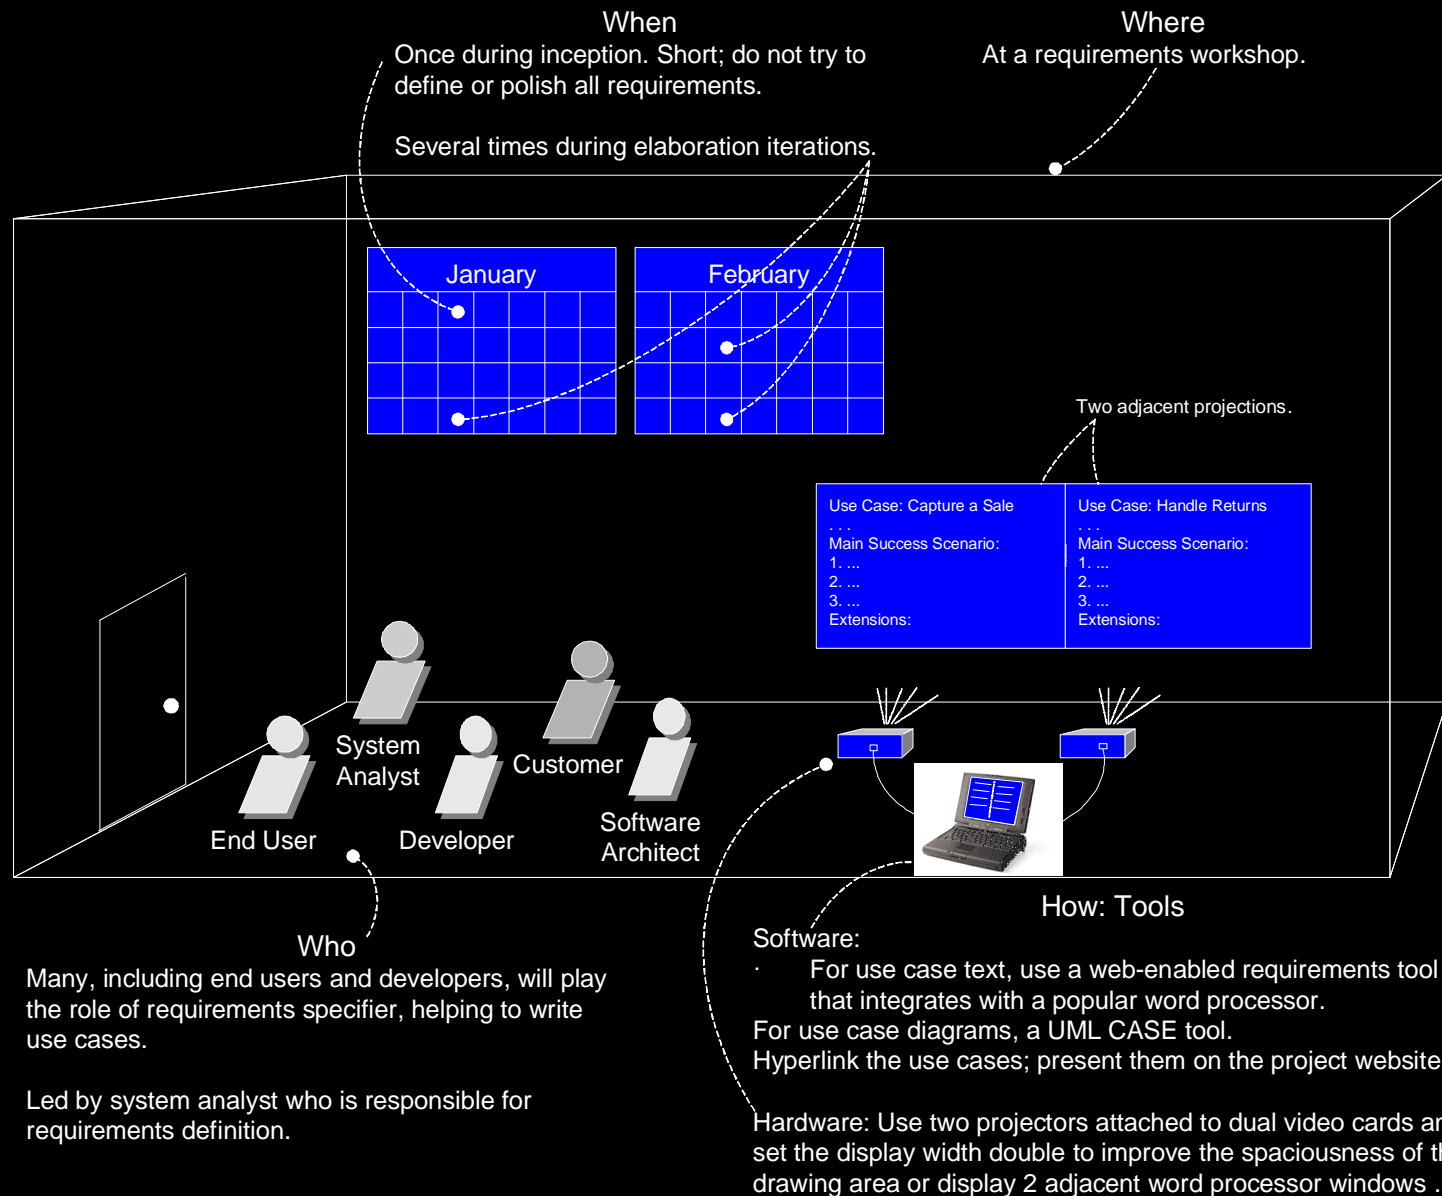 When
Once during inception. Short; do not try to
define or polish all requirements.
Several times during elaboration iterations.
Where
At a requirements workshop.
January
February
Two adjacent projections.
Use Case: Capture a Sale
. . .
Main Success Scenario:
1. ...
2. ...
3. ...
Extensions:
Use Case: Handle Returns
. . .
Main Success Scenario:
1. ...
2. ...
3. ...
Extensions:
System
Analyst
Customer
End User
Developer
Software
Architect
Who
Many, including end users and developers, will play
the role of requirements specifier, helping to write
use cases.
Led by system analyst who is responsible for
requirements definition.
How: Tools
Software:
· For use case text, use a web-enabled requirements tool
that integrates with a popular word processor.
For use case diagrams, a UML CASE tool.
Hyperlink the use cases; present them on the project website
Hardware: Use two projectors attached to dual video cards
set the display width double to improve the spaciousness of
drawing area or display 2 adjacent word processor windows .